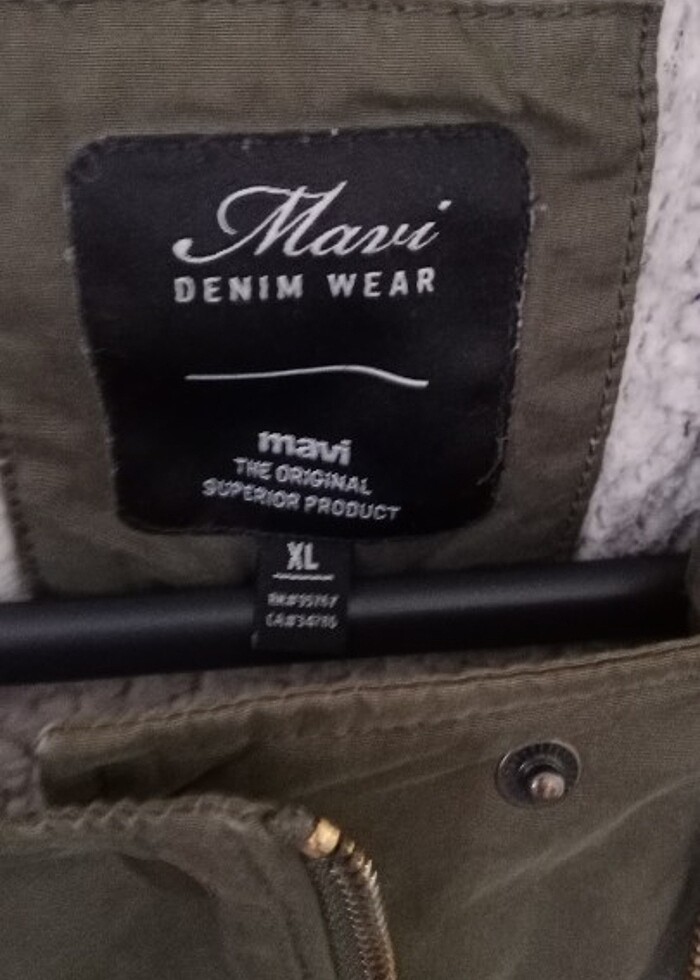 Mavi
DENIM WEAR
mavi
THE ORIGINAL
SUPERIOR PRODUCT
XL